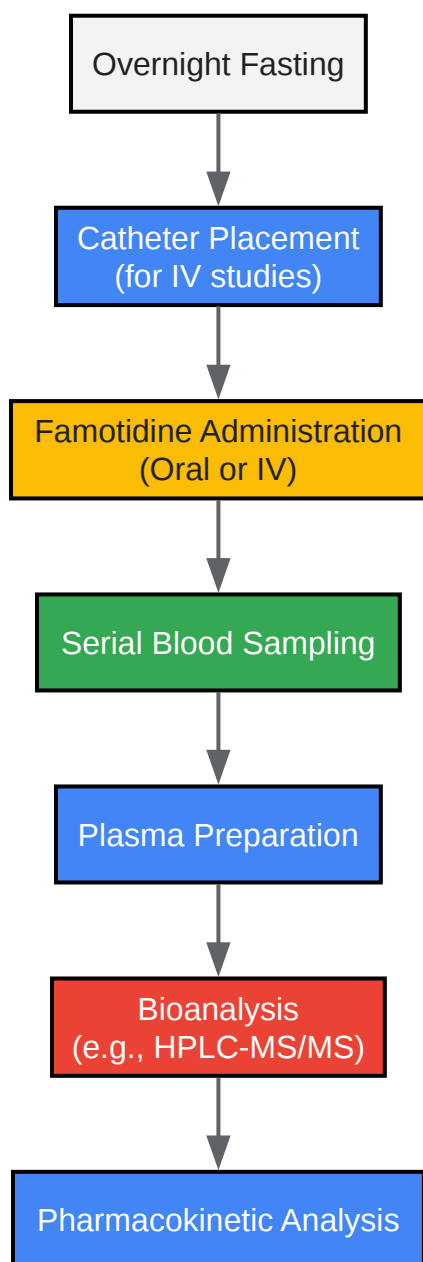 Overnight Fasting
Catheter Placement
(for IV studies)
Famotidine Administration
(Oral or IV)
Serial Blood Sampling
Plasma Preparation
Bioanalysis
(e.g., HPLC-MS/MS)
Pharmacokinetic Analysis